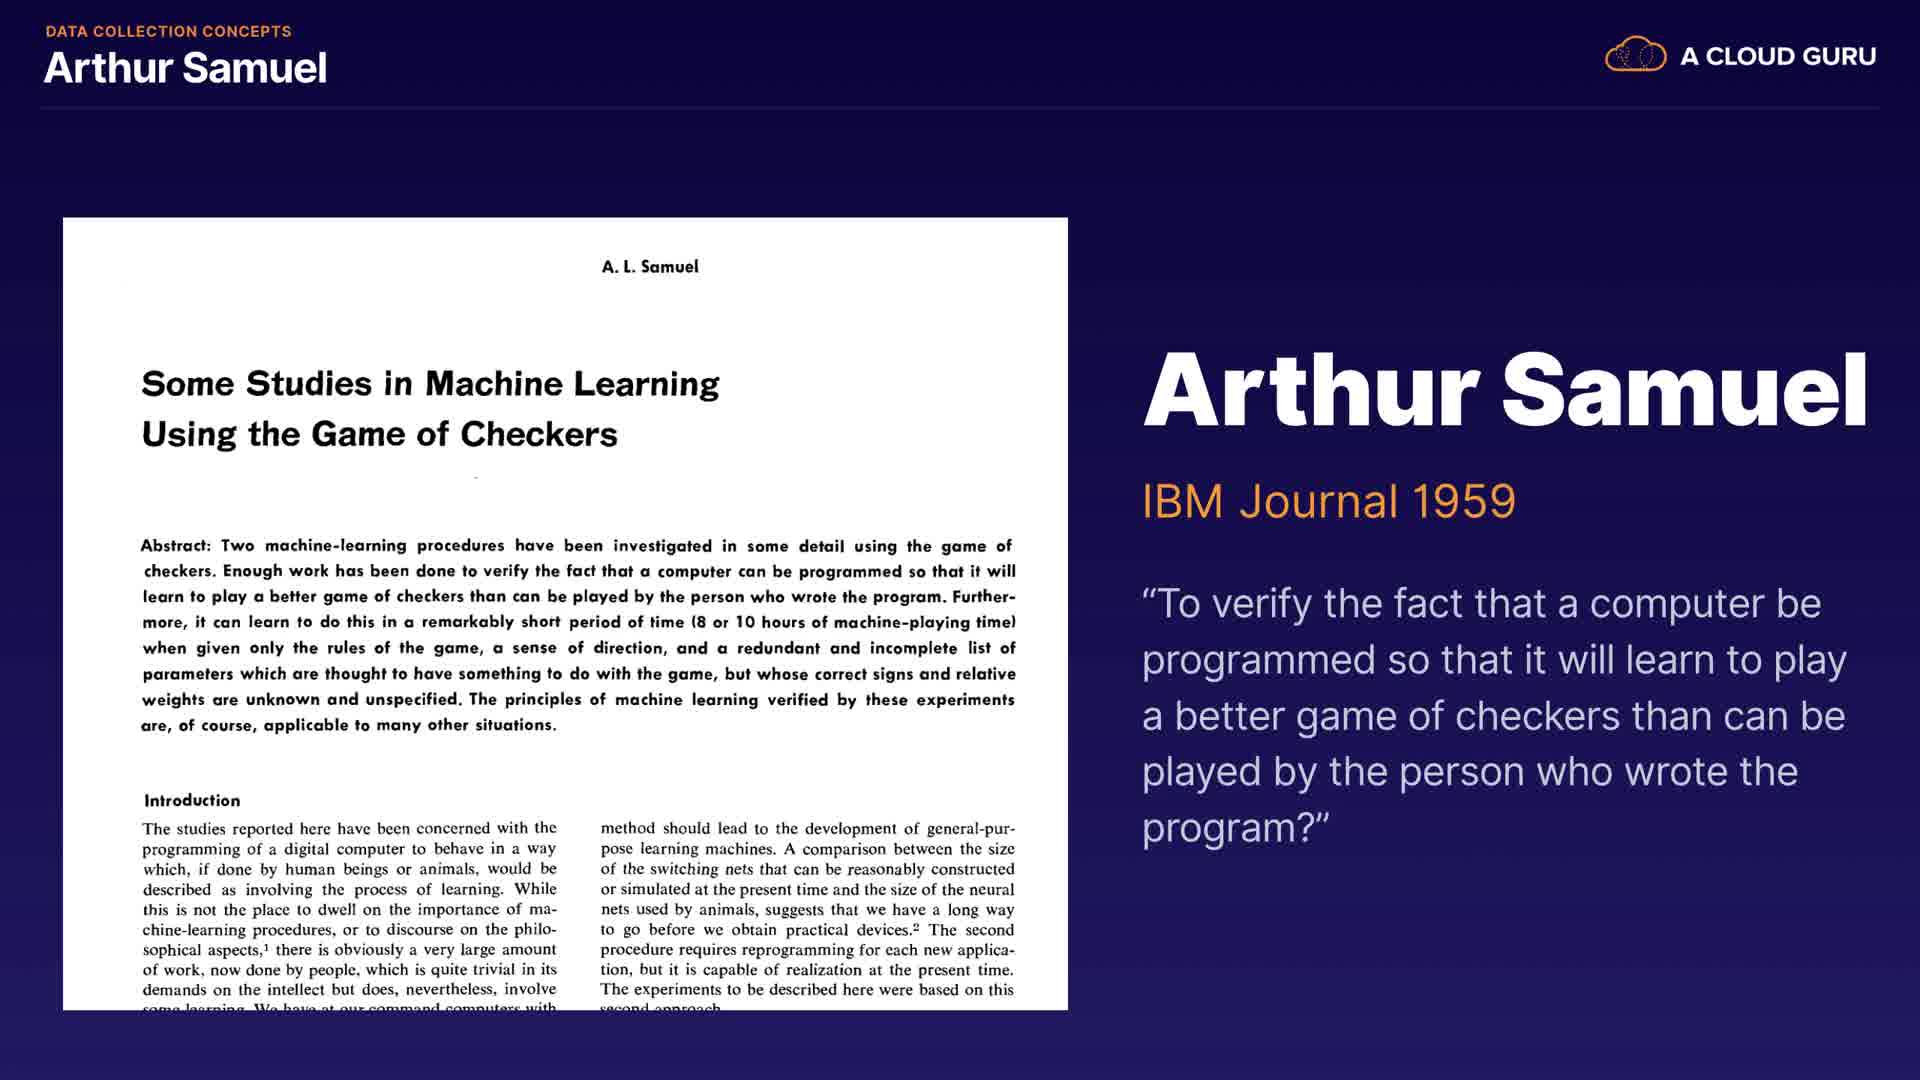 DATA COLLECTION CONCEPTS
Arthur Samuel
A CLOUD GURU
A. L. Samuel
Some Studies in Machine Learning
Using the Game of Checkers
Abstract: Two machine-learning procedures have been investigated in some detail using the game of
checkers. Enough work has been done to verify the fact that a computer can be programmed so that it will
learn to play a better game of checkers than can be played by the person who wrote the program. Further-
more, it can learn to do this in a remarkably short period of time (8 or 10 hours of machine-playing time)
when given only the rules of the game, a sense of direction, and a redundant and incomplete list of
parameters which are thought to have something to do with the game, but whose correct signs and relative
weights are unknown and unspecified. The principles of machine learning verified by these experiments
are, of course, applicable to many other situations.
Introduction
The studies reported here have been concerned with the
programming of a digital computer to behave in a way
which, if done by human beings or animals, would be
described as involving the process of learning. While
this is not the place to dwell on the importance of ma-
chine-learning procedures, or to discourse on the philo-
sophical aspects,¹ there is obviously a very large amount
of work, now done by people, which is quite trivial in its
demands on the intellect but does, nevertheless, involve
some learning. We have at our command computers with
method should lead to the development of general-pur-
pose learning machines. A comparison between the size
of the switching nets that can be reasonably constructed
or simulated at the present time and the size of the neural
nets used by animals, suggests that we have a long way
to go before we obtain practical devices.² The second
procedure requires reprogramming for each new applica-
tion, but it is capable of realization at the present time.
The experiments to be described here were based on this
second approach.
Arthur Samuel
IBM Journal 1959
“To verify the fact that a computer be
programmed so that it will learn to play
a better game of checkers than can be
played by the person who wrote the
program?”